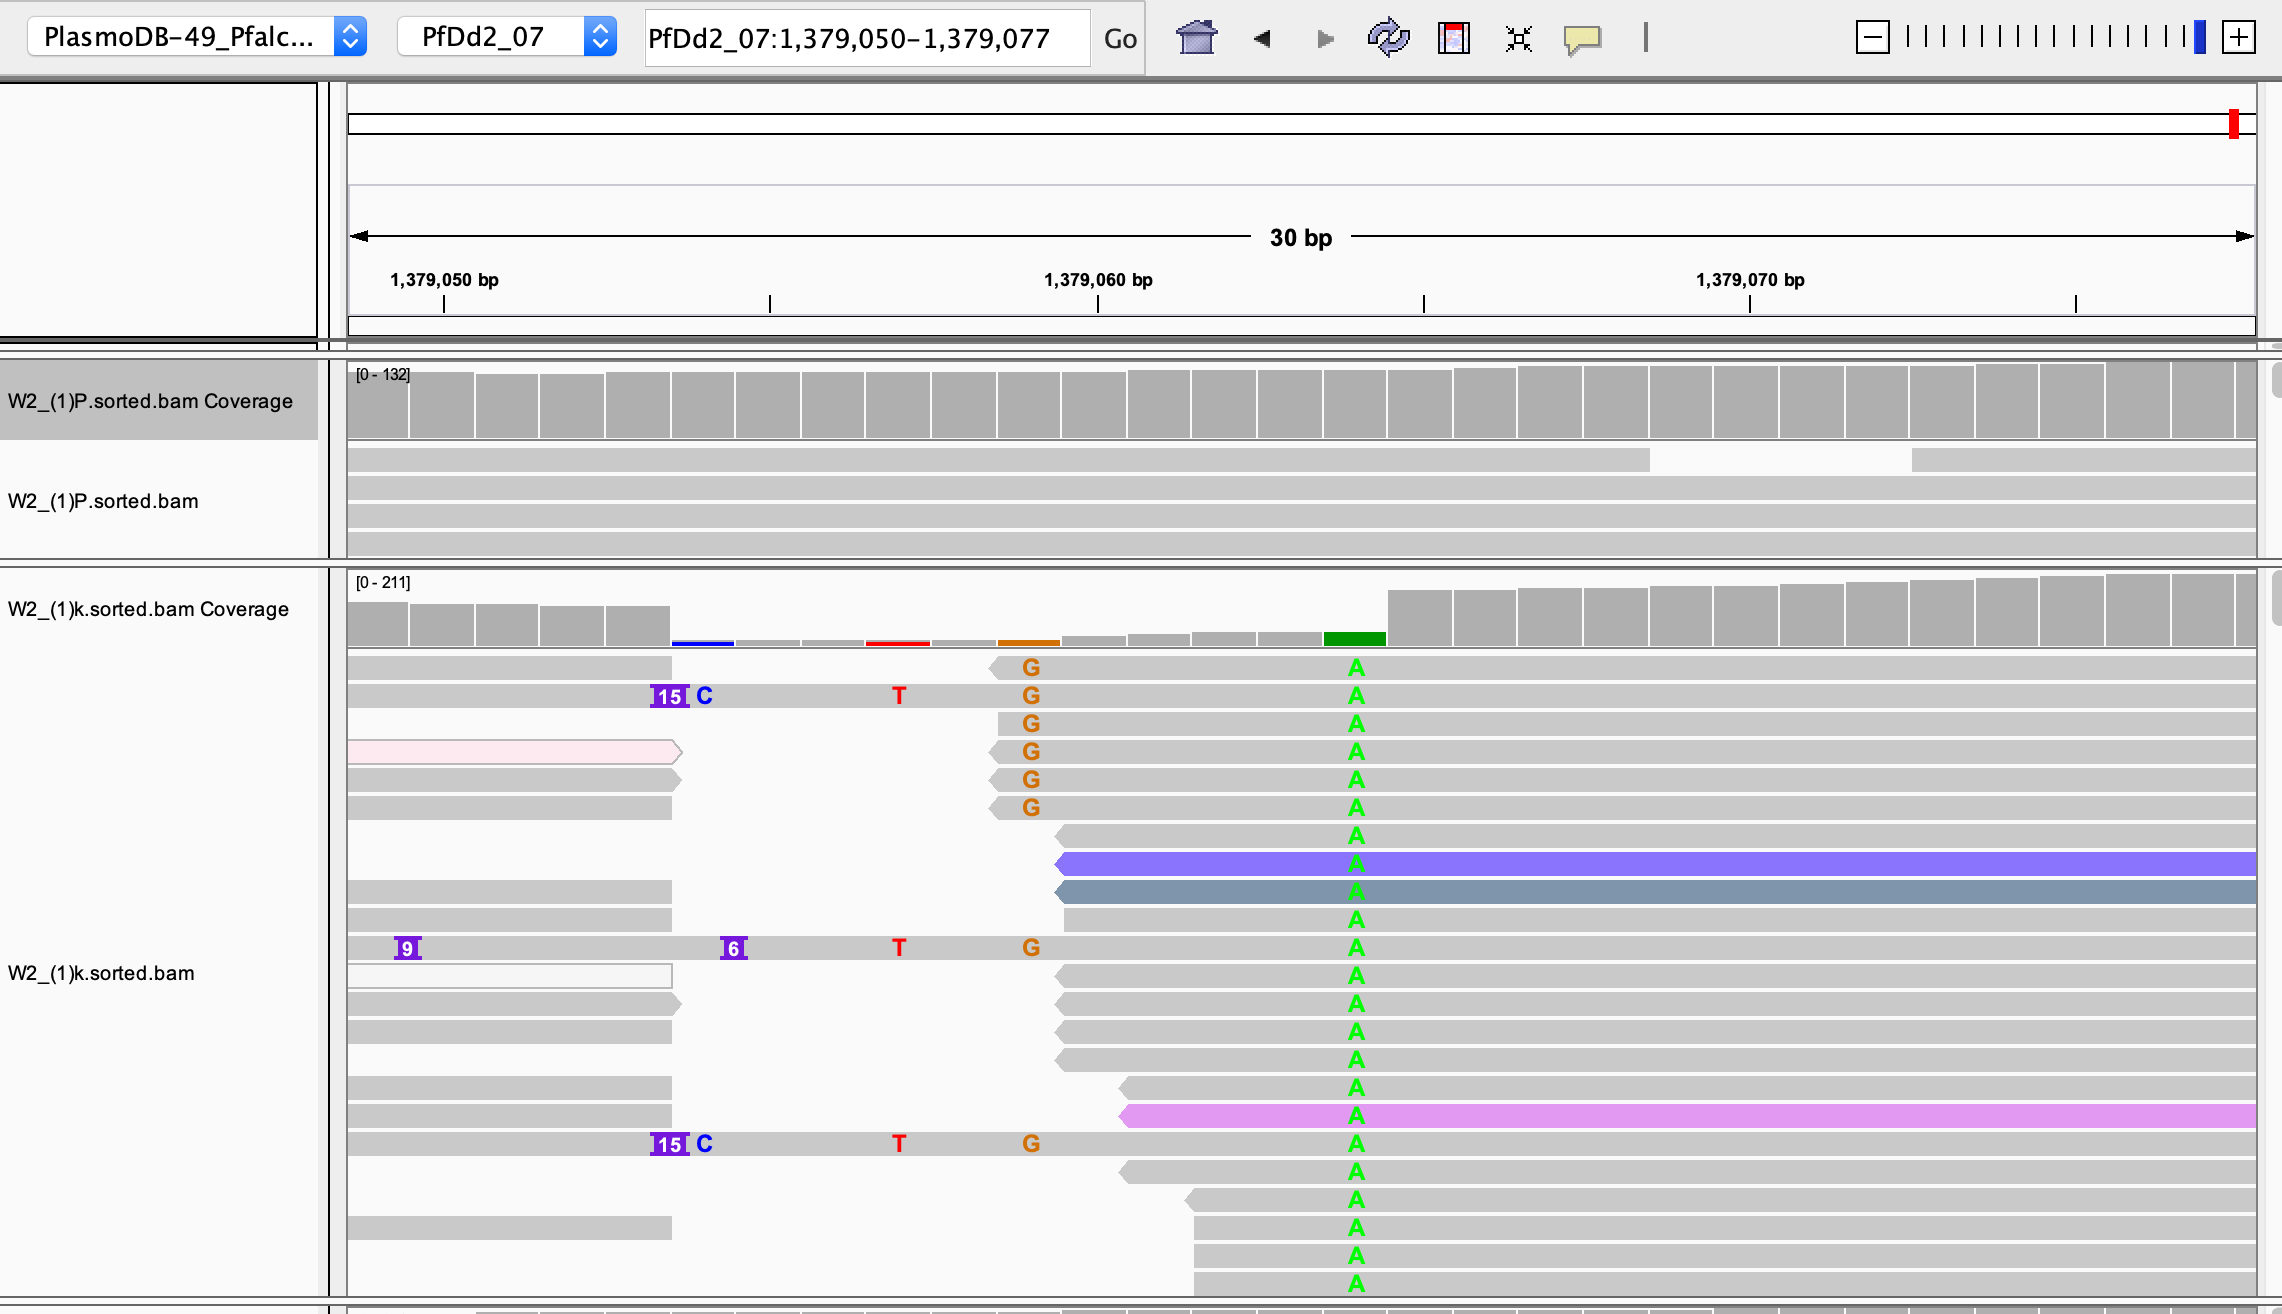 PlasmoDB-49_Pfalc... PfDd2_07 PfDd2_07:1,379,050-1,379,077 Go
30 bp
1,379,050 bp 1,379,060 bp 1,379,070 bp
[0 - 132]
W2_(1)P.sorted.bam Coverage
W2_(1)P.sorted.bam
[0 - 211]
W2_(1)k.sorted.bam Coverage
G A
15 C T G A
G A
G A
G A
G A
A
A
A
A
9 6 T G A
W2_(1)k.sorted.bam A
A
A
A
A
A
15 C T G A
A
A
A
A
A